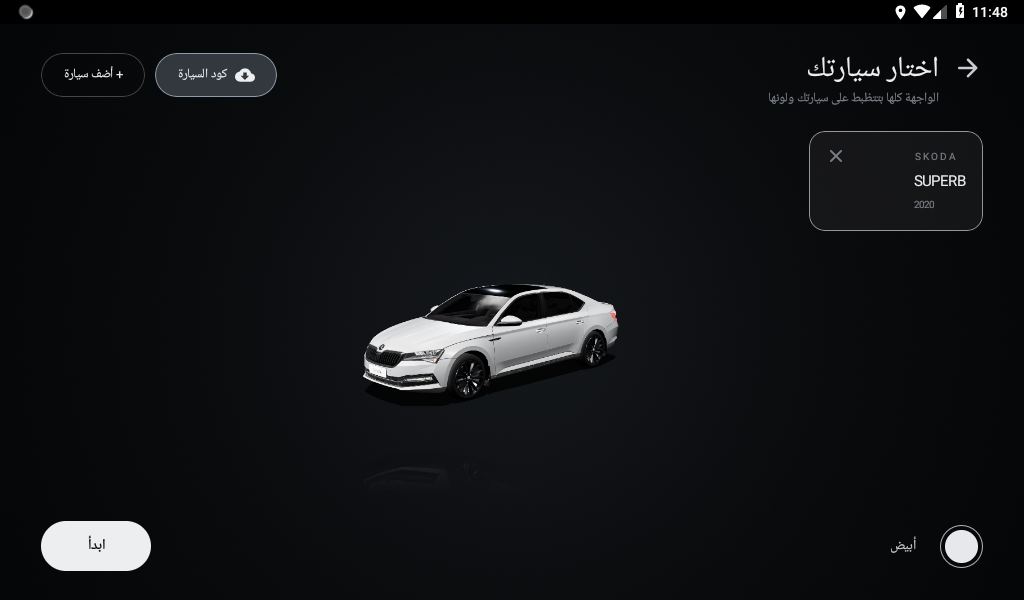 11:48
اختار سيارتك
الواجهة كلها بتتظبط على سيارتك ولونها
كود السيارة
+ أضف سيارة
SKODA
SUPERB
2020
أبيض
ابدأ